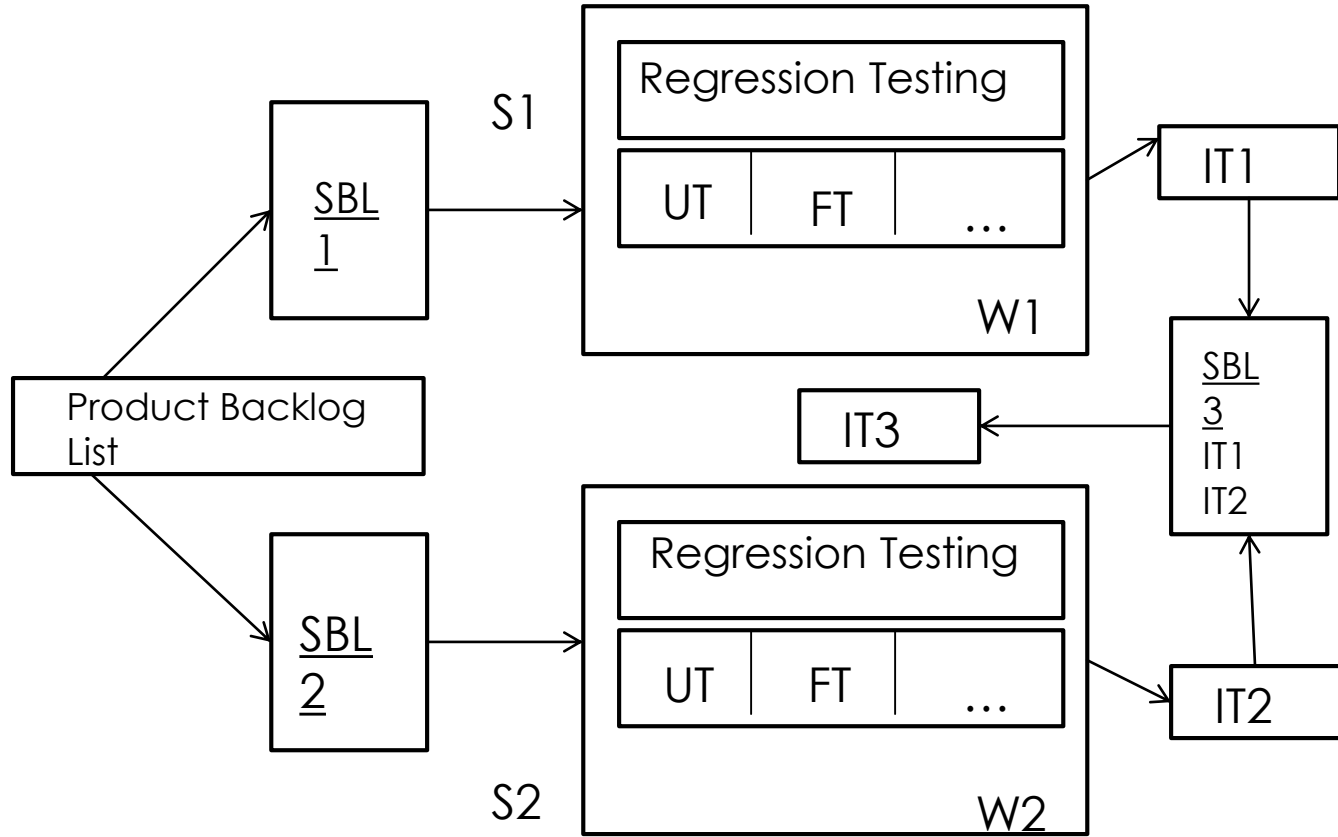 S1
Regression Testing
UT
FT
...
W1
SBL
1
IT1
Product Backlog
List
IT3
SBL
3
IT1
IT2
SBL
2
Regression Testing
UT
FT
...
W2
S2
IT2